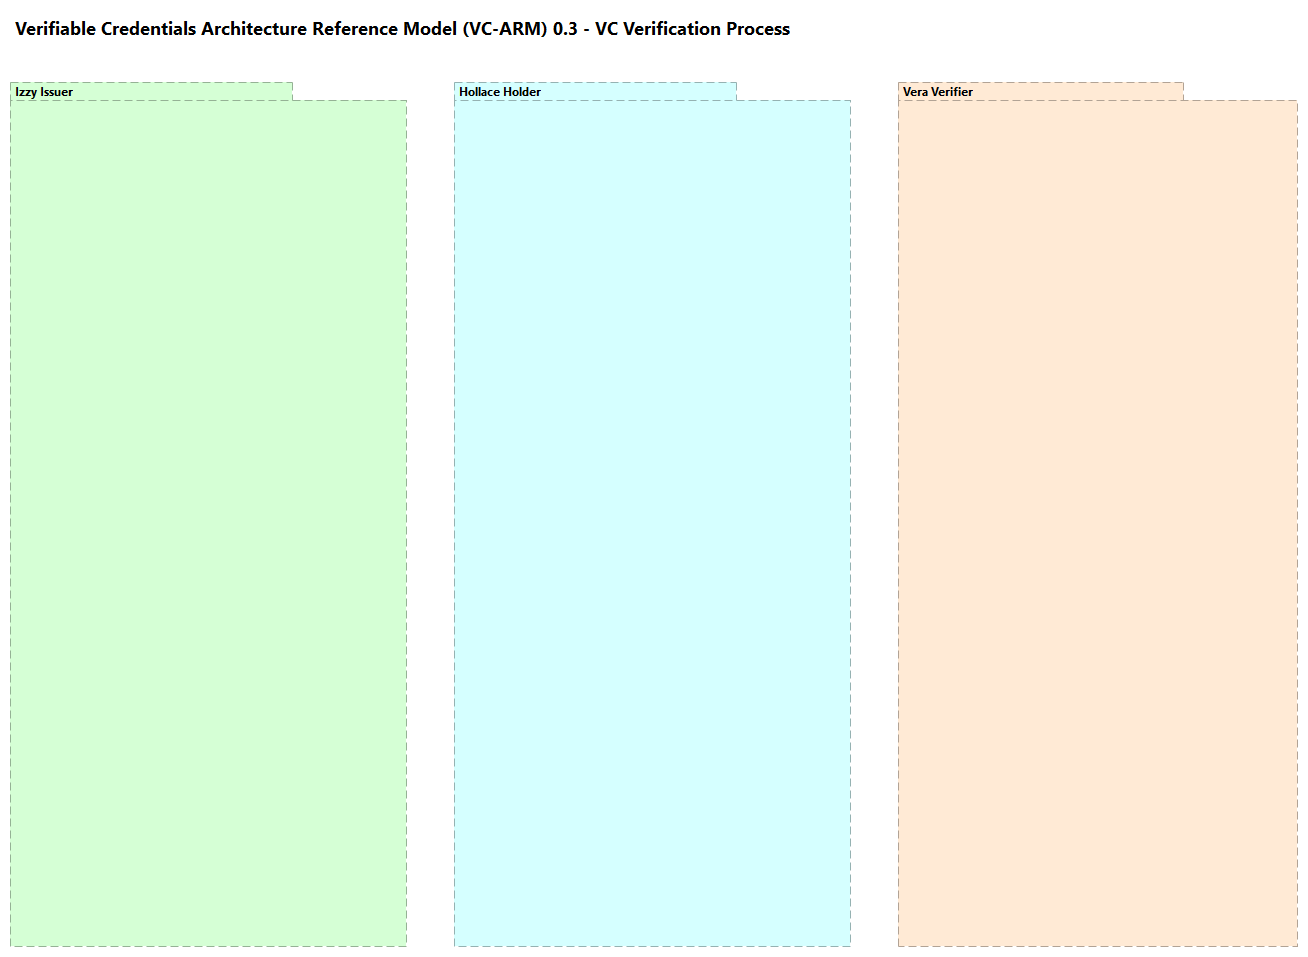 Verifiable Credentials Architecture Reference Model (VC-ARM) 0.3 - VC Verification Process
Izzy Issuer
Hollace Holder
Vera Verifier